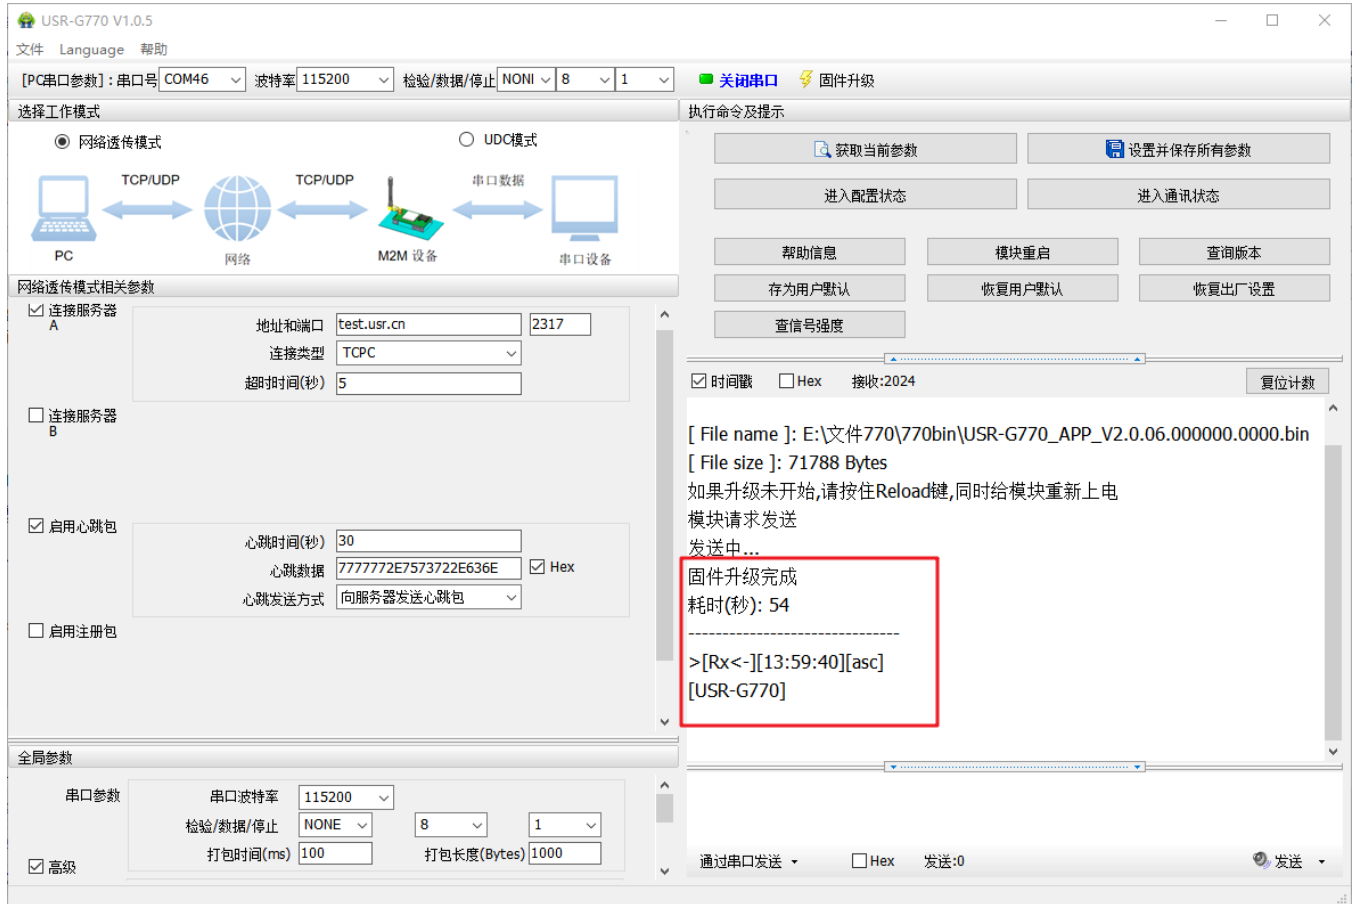 USR-G770 V1.0.5
文件 Language 帮助
[PC串口参数]：串口号 COM46 波特率 115200 检验/数据/停止 NONI 8 1 关闭串口 固件升级
选择工作模式
网络透传模式 UDC模式
TCP/UDP TCP/UDP 串口数据
PC 网络 M2M 设备 串口设备
网络透传模式相关参数
连接服务器
A
地址和端口 test.usr.cn 2317
连接类型 TCPC
超时时间(秒) 5
连接服务器
B
启用心跳包
心跳时间(秒) 30
心跳数据 7777772E7573722E636E Hex
心跳发送方式 向服务器发送心跳包
启用注册包
全局参数
串口参数 串口波特率 115200
检验/数据/停止 NONE 8 1
打包时间(ms) 100 打包长度(Bytes) 1000
高级
执行命令及提示
获取当前参数 设置并保存所有参数
进入配置状态 进入通讯状态
帮助信息 模块重启 查询版本
存为用户默认 恢复用户默认 恢复出厂设置
查信号强度
时间戳 Hex 接收:2024 复位计数
[ File name ]: E:\文件770\770bin\USR-G770_APP_V2.0.06.000000.0000.bin
[ File size ]: 71788 Bytes
如果升级未开始,请按住Reload键,同时给模块重新上电
模块请求发送
发送中...
固件升级完成
耗时(秒): 54
-------------------------------
>[Rx<-][13:59:40][asc]
[USR-G770]
通过串口发送 Hex 发送:0 发送